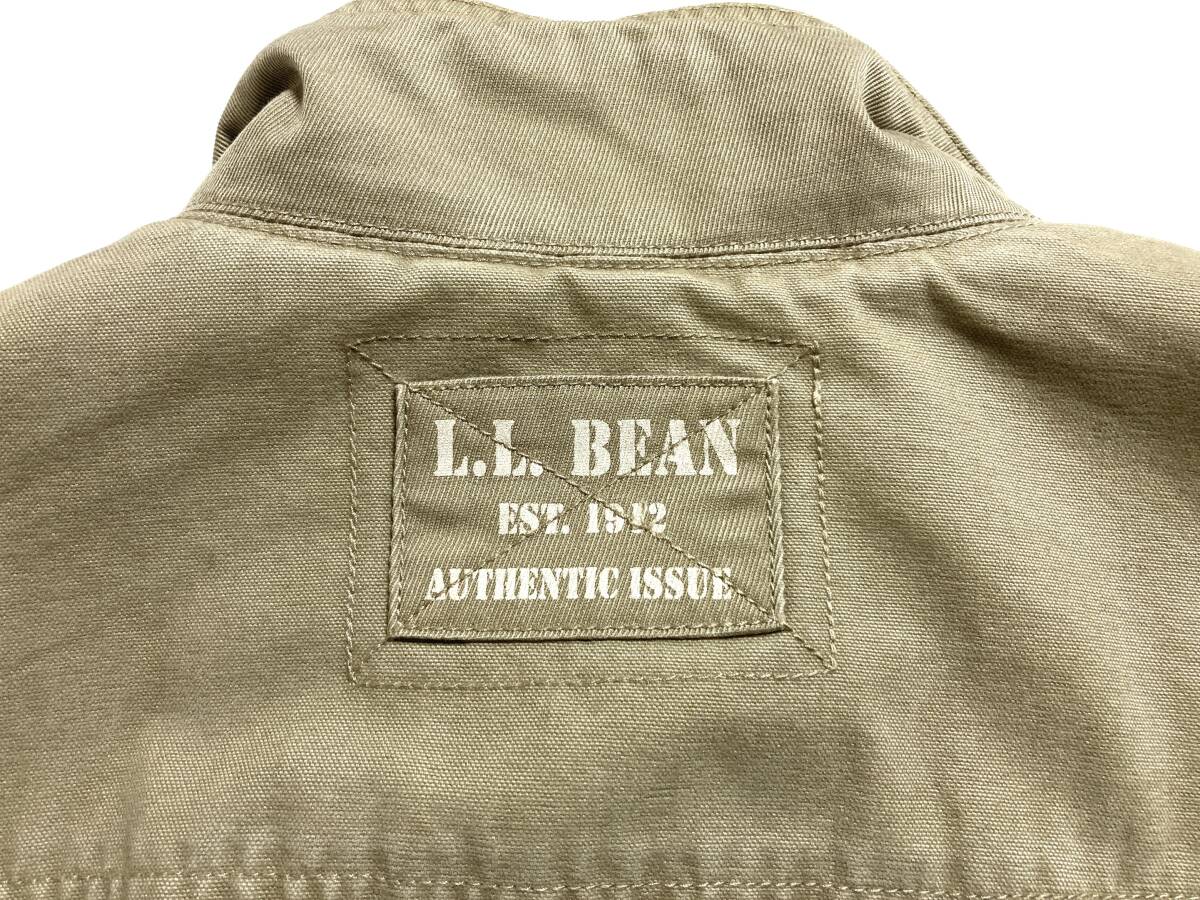 L.L. BEAN
EST. 1912
AUTHENTIC ISSUE